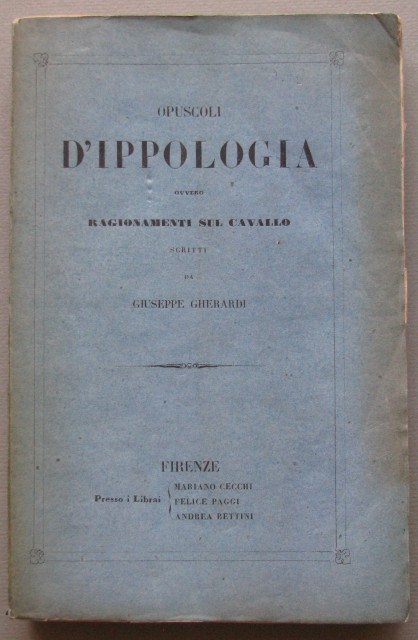 OPUSCOLI
D'IPPOLOGIA
OVVERO
RAGIONAMENTI SUL CAVALLO
SCRITTI
DA
GIUSEPPE GHERARDI
FIRENZE
Presso i Librai
MARIANO CECCHI
FELICE PAGGI
ANDREA BETTINI